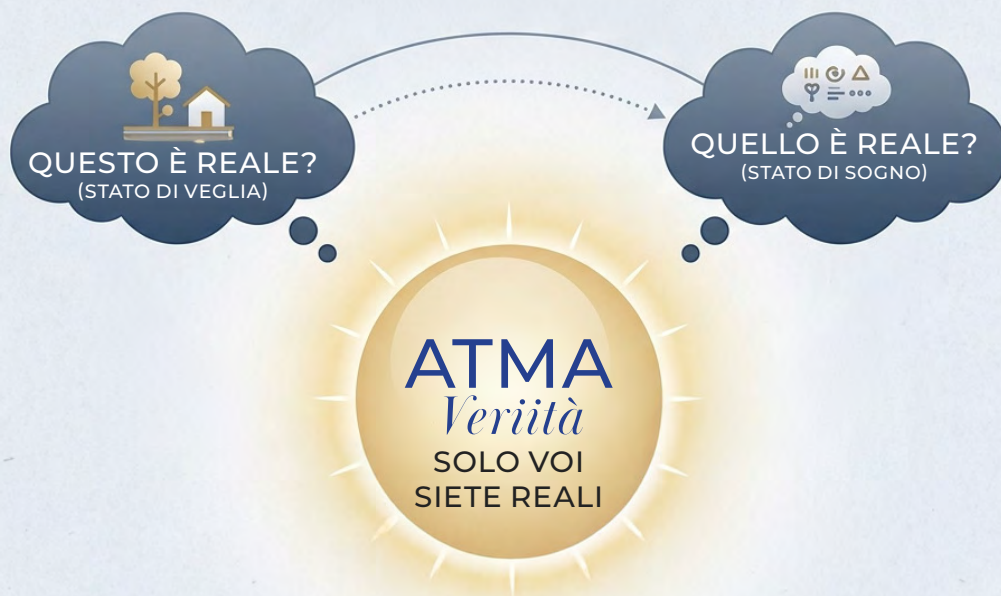 QUESTO È REALE?
(STATO DI VEGLIA)
QUELLO È REALE?
(STATO DI SOGNO)
ATMA
Veriità
SOLO VOI
SIETE REALI